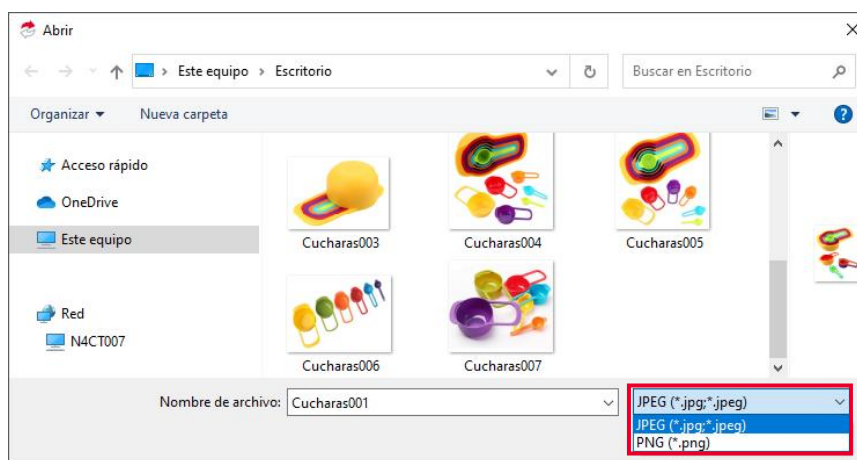 Abrir
Este equipo > Escritorio
Buscar en Escritorio
Organizar
Nueva carpeta
Acceso rápido
OneDrive
Este equipo
Red
N4CT007
Cucharas003
Cucharas004
Cucharas005
Cucharas006
Cucharas007
Nombre de archivo:
Cucharas001
JPEG (*.jpg;*.jpeg)
JPEG (*.jpg;*.jpeg)
PNG (*.png)